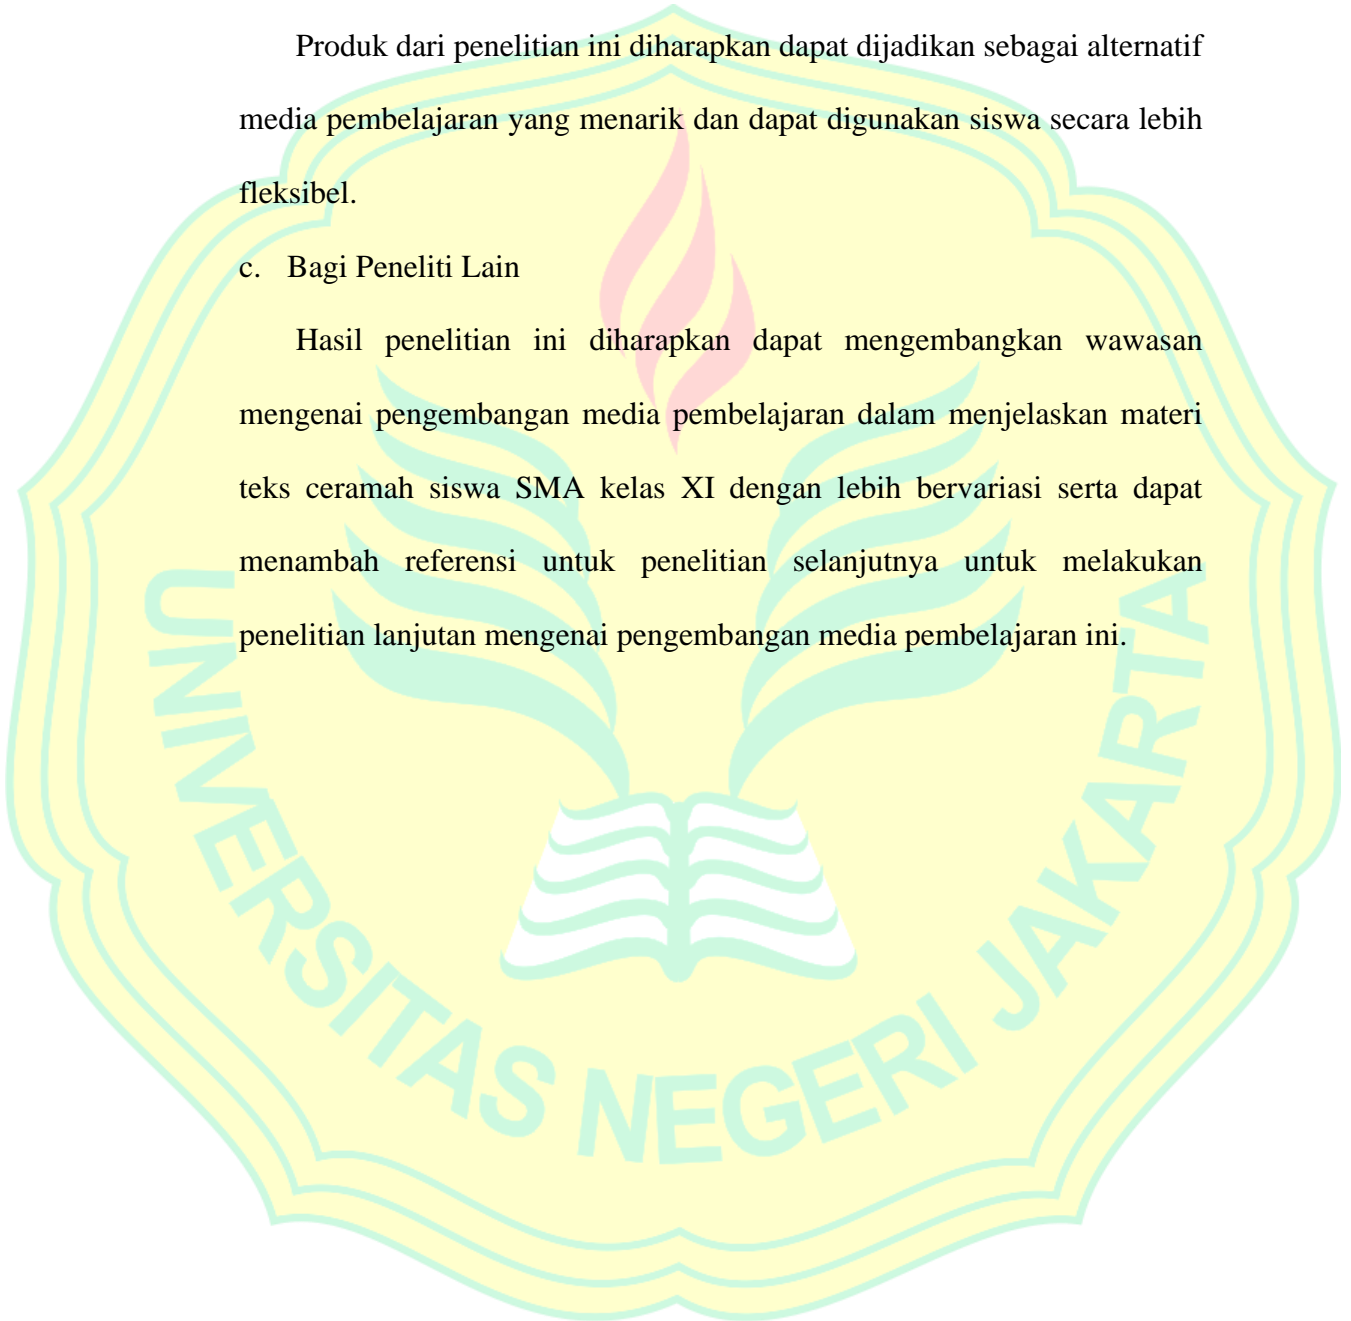 Produk dari penelitian ini diharapkan dapat dijadikan sebagai alternatif
media pembelajaran yang menarik dan dapat digunakan siswa secara lebih
fleksibel.
c. Bagi Peneliti Lain
Hasil penelitian ini diharapkan dapat mengembangkan wawasan
mengenai pengembangan media pembelajaran dalam menjelaskan materi
teks ceramah siswa SMA kelas XI dengan lebih bervariasi serta dapat
menambah referensi untuk penelitian selanjutnya untuk melakukan
penelitian lanjutan mengenai pengembangan media pembelajaran ini.
UNIVERSITAS NEGERI JAKARTA